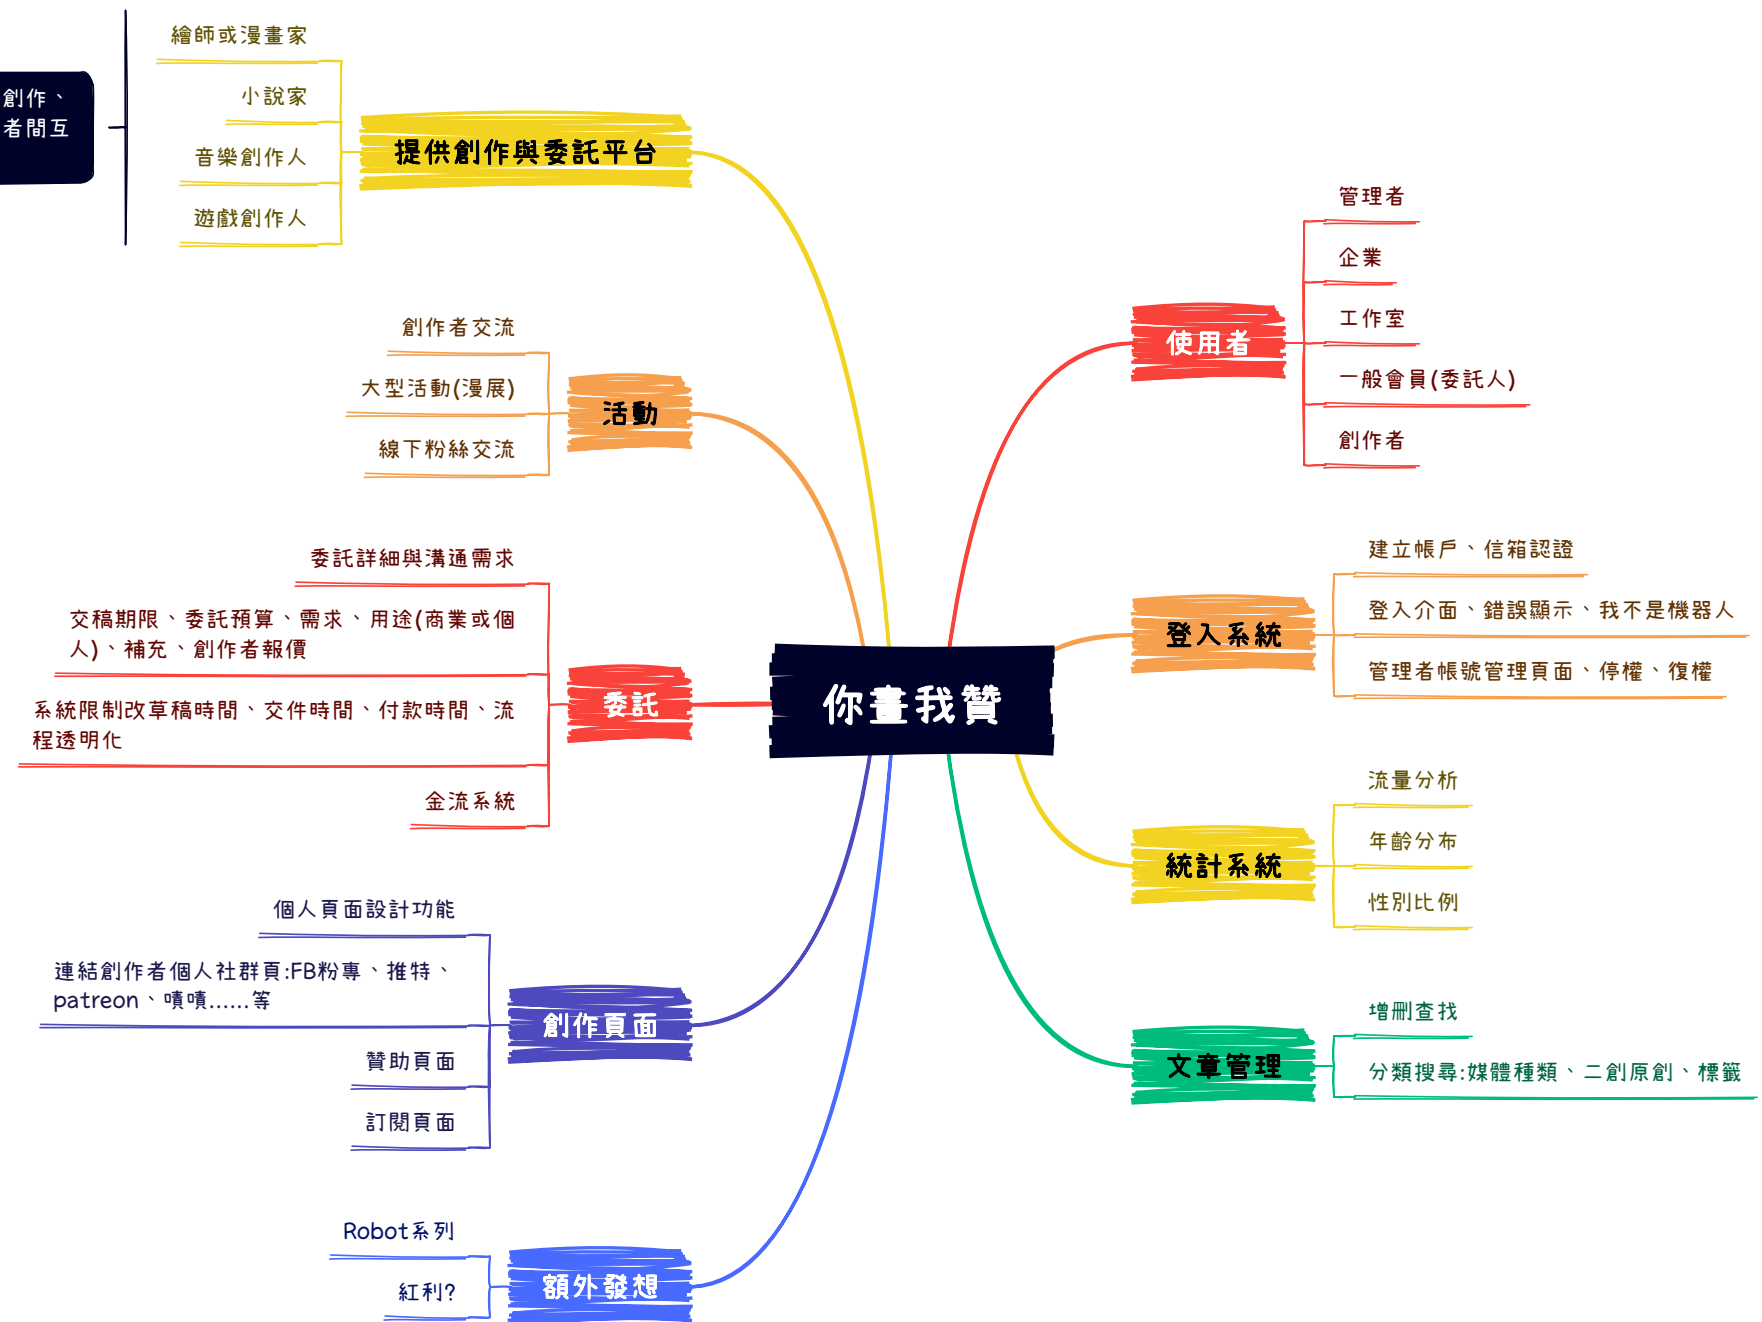 你畫我贊
提供創作與委託平台
繪師或漫畫家
小說家
音樂創作人
遊戲創作人
創作、
者間互
活動
創作者交流
大型活動(漫展)
線下粉絲交流
委託
委託詳細與溝通需求
交稿期限、委託預算、需求、用途(商業或個
人)、補充、創作者報價
系統限制改草稿時間、交件時間、付款時間、流
程透明化
金流系統
創作頁面
個人頁面設計功能
連結創作者個人社群頁:FB粉專、推特、
patreon、嘖嘖……等
贊助頁面
訂閱頁面
額外發想
Robot系列
紅利?
使用者
管理者
企業
工作室
一般會員(委託人)
創作者
登入系統
建立帳戶、信箱認證
登入介面、錯誤顯示、我不是機器人
管理者帳號管理頁面、停權、復權
統計系統
流量分析
年齡分布
性別比例
文章管理
增刪查找
分類搜尋:媒體種類、二創原創、標籤